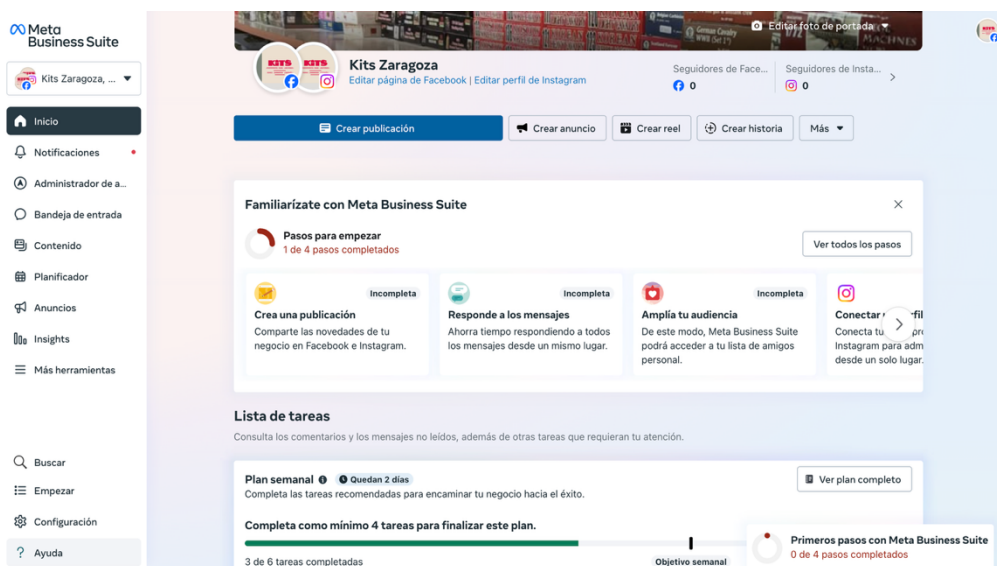 Meta
Business Suite
Kits Zaragoza, ...
Inicio
Notificaciones
Administrador de a...
Bandeja de entrada
Contenido
Planificador
Anuncios
Insights
Más herramientas
Buscar
Empezar
Configuración
Ayuda
Editar foto de portada
German Cavalry
WWII (Set 1)
MACHINES
KITS
KITS
Kits Zaragoza
Editar página de Facebook | Editar perfil de Instagram
Seguidores de Face...
0
Seguidores de Insta...
0
Crear publicación
Crear anuncio
Crear reel
Crear historia
Más
Familiarízate con Meta Business Suite
Pasos para empezar
1 de 4 pasos completados
Ver todos los pasos
Incompleta
Crea una publicación
Comparte las novedades de tu
negocio en Facebook e Instagram.
Incompleta
Responde a los mensajes
Ahorra tiempo respondiendo a todos
los mensajes desde un mismo lugar.
Incompleta
Amplía tu audiencia
De este modo, Meta Business Suite
podrá acceder a tu lista de amigos
personal.
Conectar
Conecta
Instagram para
desde un solo lugar.
Lista de tareas
Consulta los comentarios y los mensajes no leídos, además de otras tareas que requieran tu atención.
Plan semanal
Quedan 2 días
Completa las tareas recomendadas para encaminar tu negocio hacia el éxito.
Ver plan completo
Completa como mínimo 4 tareas para finalizar este plan.
3 de 6 tareas completadas
Objetivo semanal
Primeros pasos con Meta Business Suite
0 de 4 pasos completados